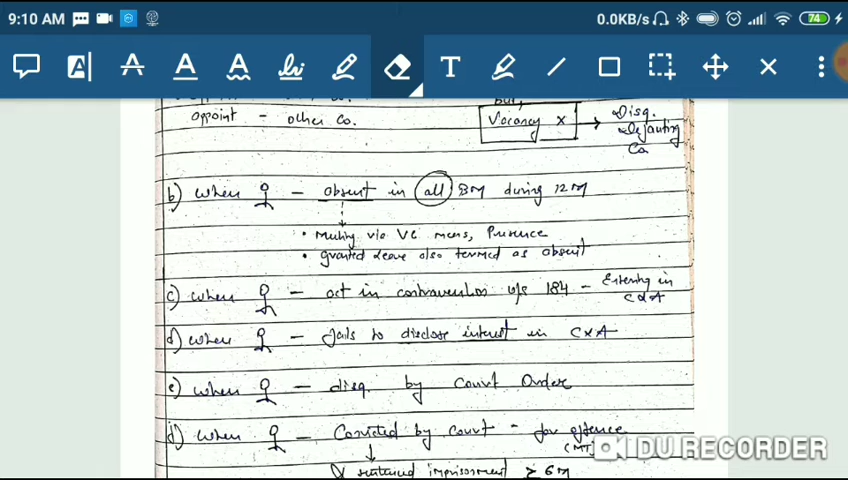 9:10 AM 0.0KB/s 74
A T
Appoint - other Co.
But,
Vacancy x → Disq.
Defaulting
Co
b) when - absent in all BM during 12M
• Meeting via VC means, Presence
• granted leave also termed as absent
c) when - act in contravention u/s 184 - Entering in
C&A
d) when - fails to disclose interest in C&A
e) when - disq. by Court Order
f) when - Convicted by court - for offence
(MT)
sentenced imprisonment ≥ 6M
DU RECORDER